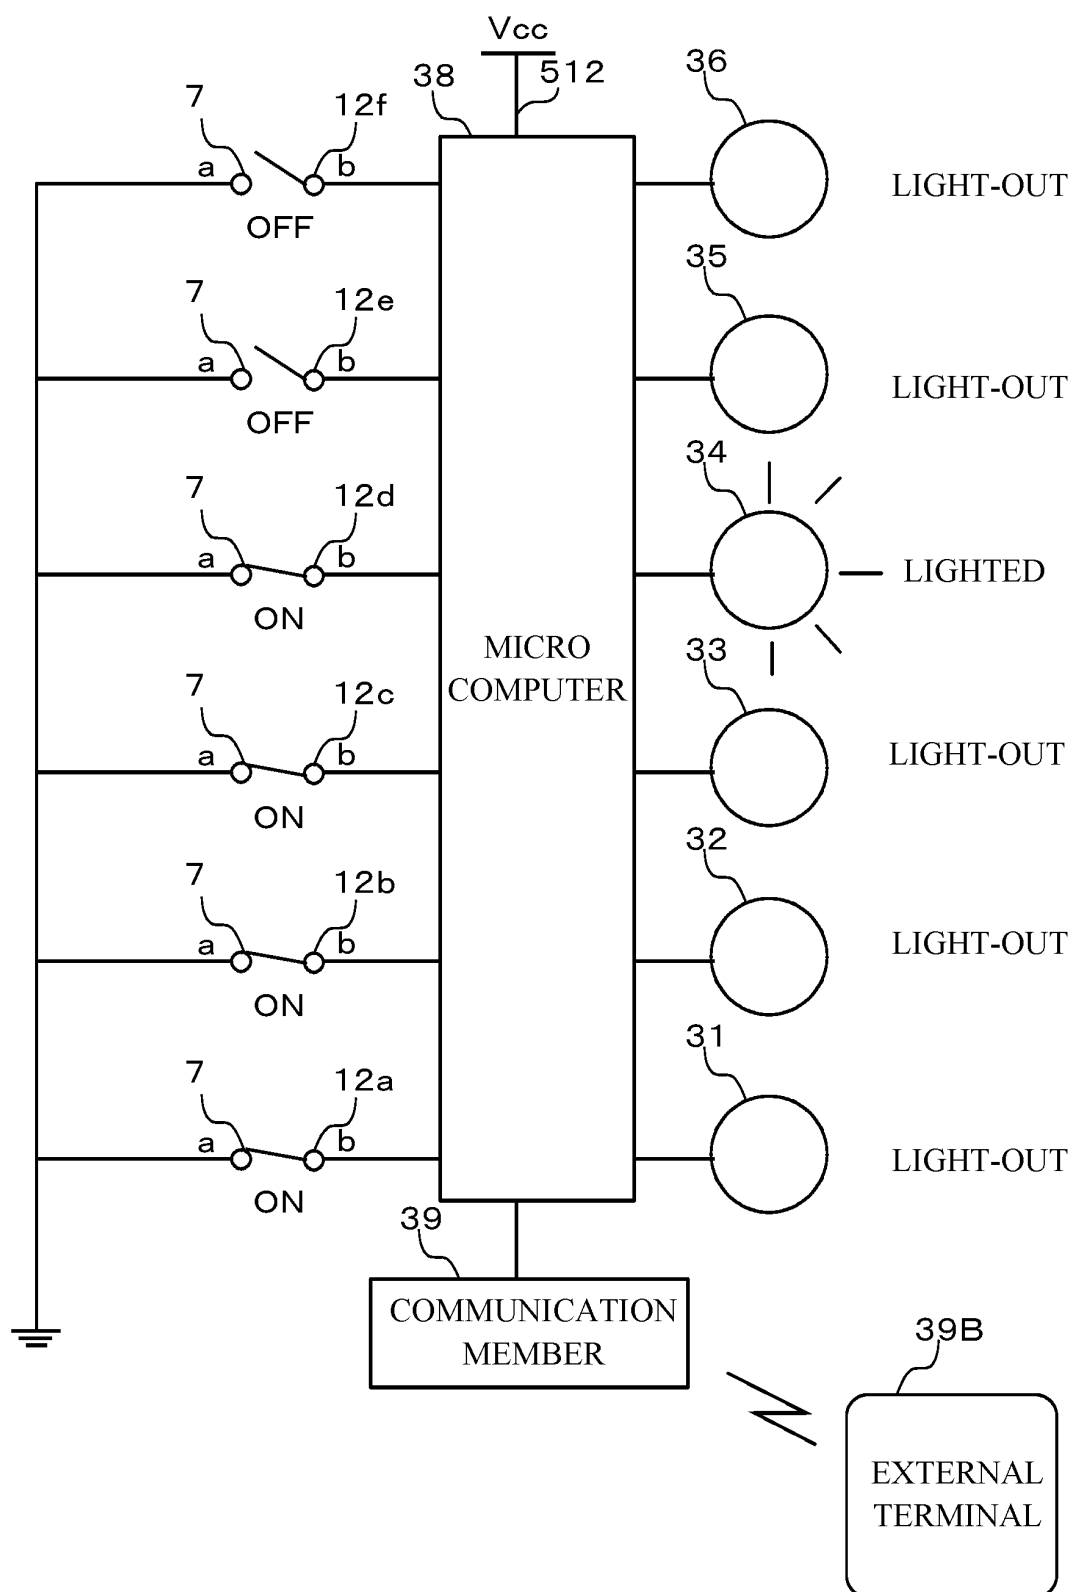 Vcc
38
512
36
7
12f
a
b
OFF
LIGHT-OUT
35
7
12e
a
b
OFF
LIGHT-OUT
34
7
12d
a
b
ON
LIGHTED
MICRO
COMPUTER
33
7
12c
a
b
ON
LIGHT-OUT
32
7
12b
a
b
ON
LIGHT-OUT
31
7
12a
a
b
ON
LIGHT-OUT
39
COMMUNICATION
MEMBER
39B
EXTERNAL
TERMINAL